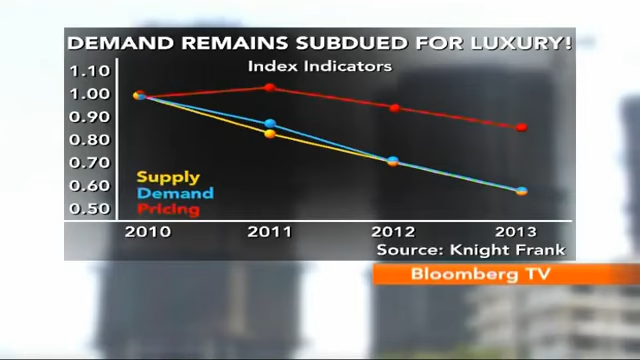 DEMAND REMAINS SUBDUED FOR LUXURY!
Index Indicators
1.10
1.00
0.90
0.80
0.70
0.60
0.50
Supply
Demand
Pricing
2010 2011 2012 2013
Source: Knight Frank
Bloomberg TV